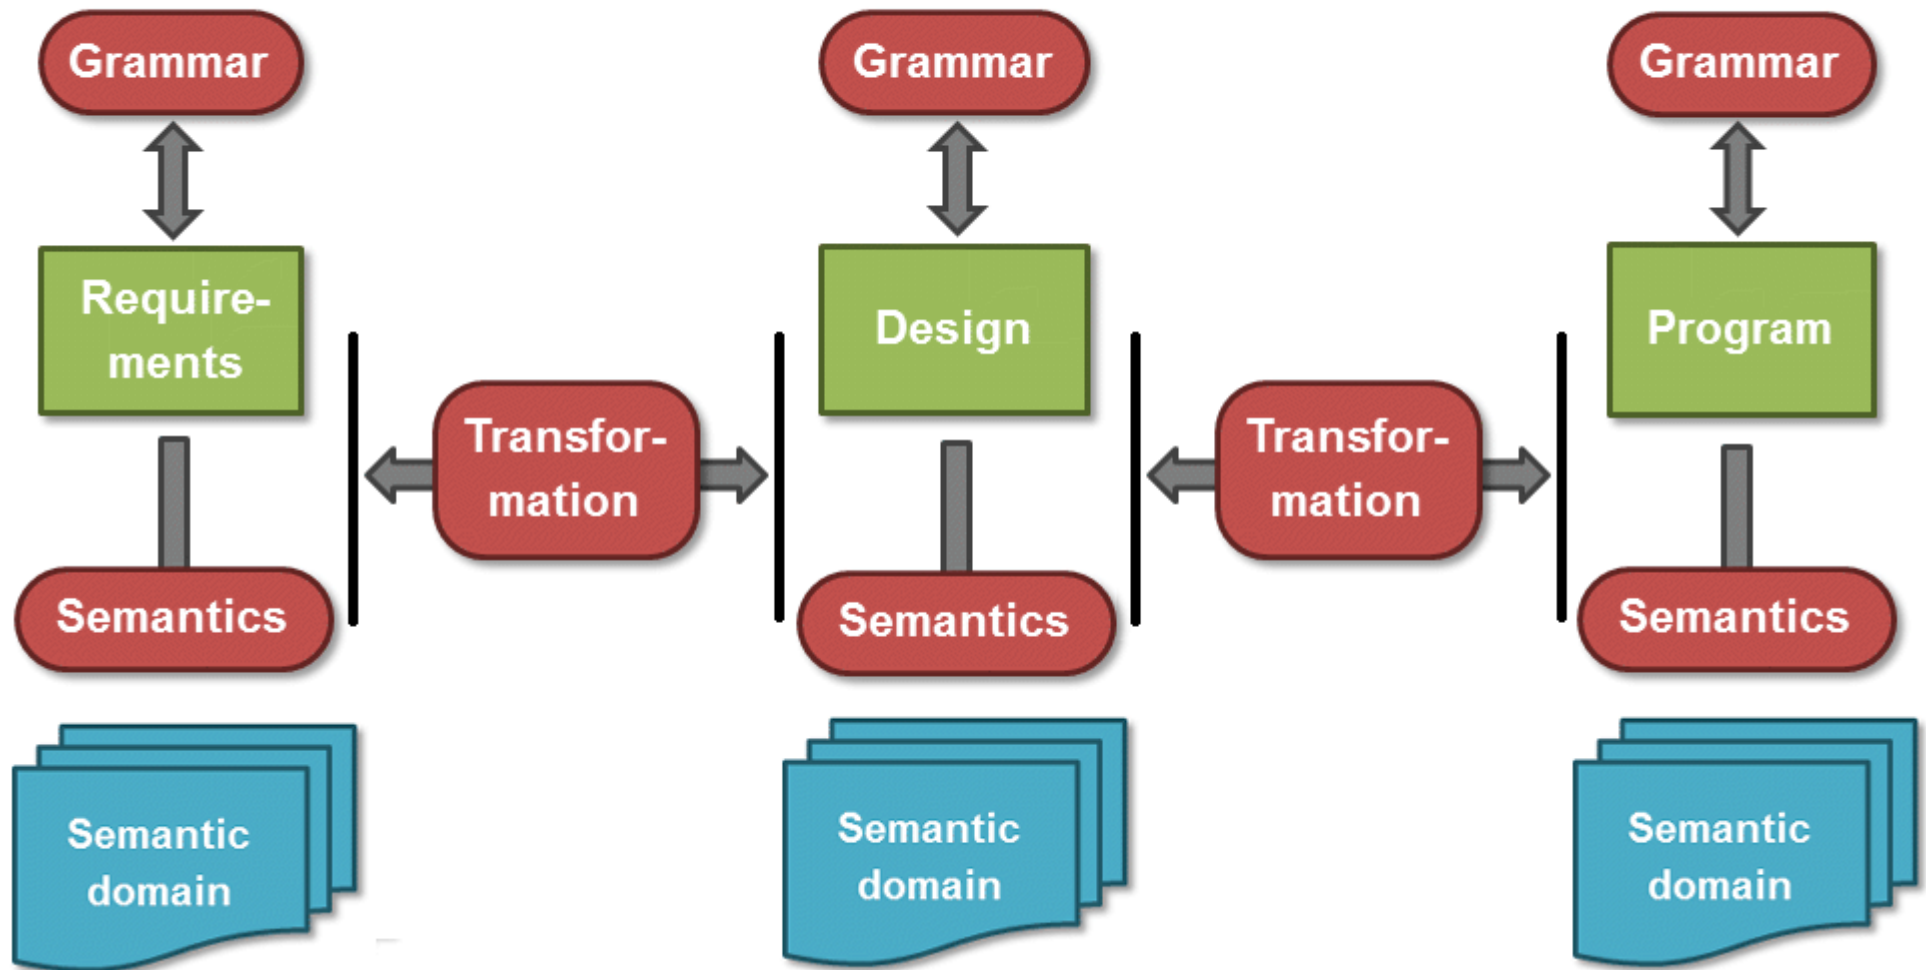 Grammar
Grammar
Grammar
Require-
ments
Design
Program
Transfor-
mation
Transfor-
mation
Semantics
Semantics
Semantics
Semantic
domain
Semantic
domain
Semantic
domain